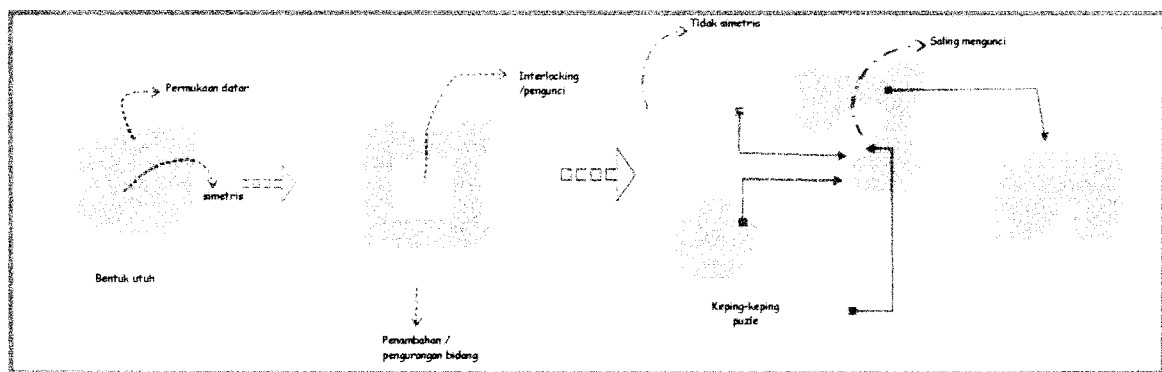 Permukaan datar
simetris
Bentuk utuh
Interlocking
/pengunci
Penambahan /
pengurangan bidang
Tidak simetris
Saling mengunci
Keping-keping
puzle